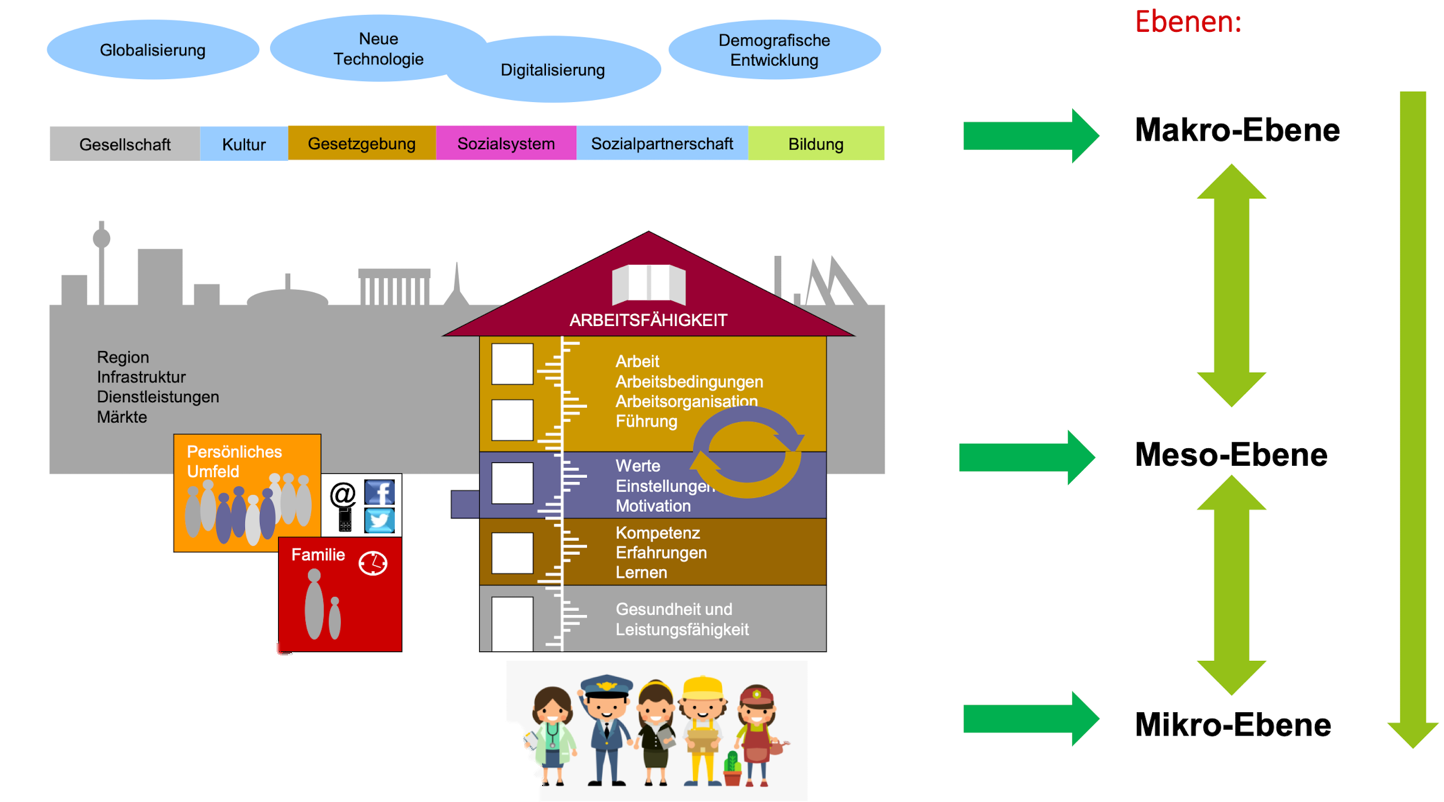 Ebenen:
Globalisierung
Neue
Technologie
Digitalisierung
Demografische
Entwicklung
Gesellschaft
Kultur
Gesetzgebung
Sozialsystem
Sozialpartnerschaft
Bildung
Makro-Ebene
ARBEITSFÄHIGKEIT
Region
Infrastruktur
Dienstleistungen
Märkte
Arbeit
Arbeitsbedingungen
Arbeitsorganisation
Führung
Persönliches
Umfeld
Werte
Einstellungen
Motivation
Meso-Ebene
@
f
Kompetenz
Erfahrungen
Lernen
Familie
Gesundheit und
Leistungsfähigkeit
Mikro-Ebene